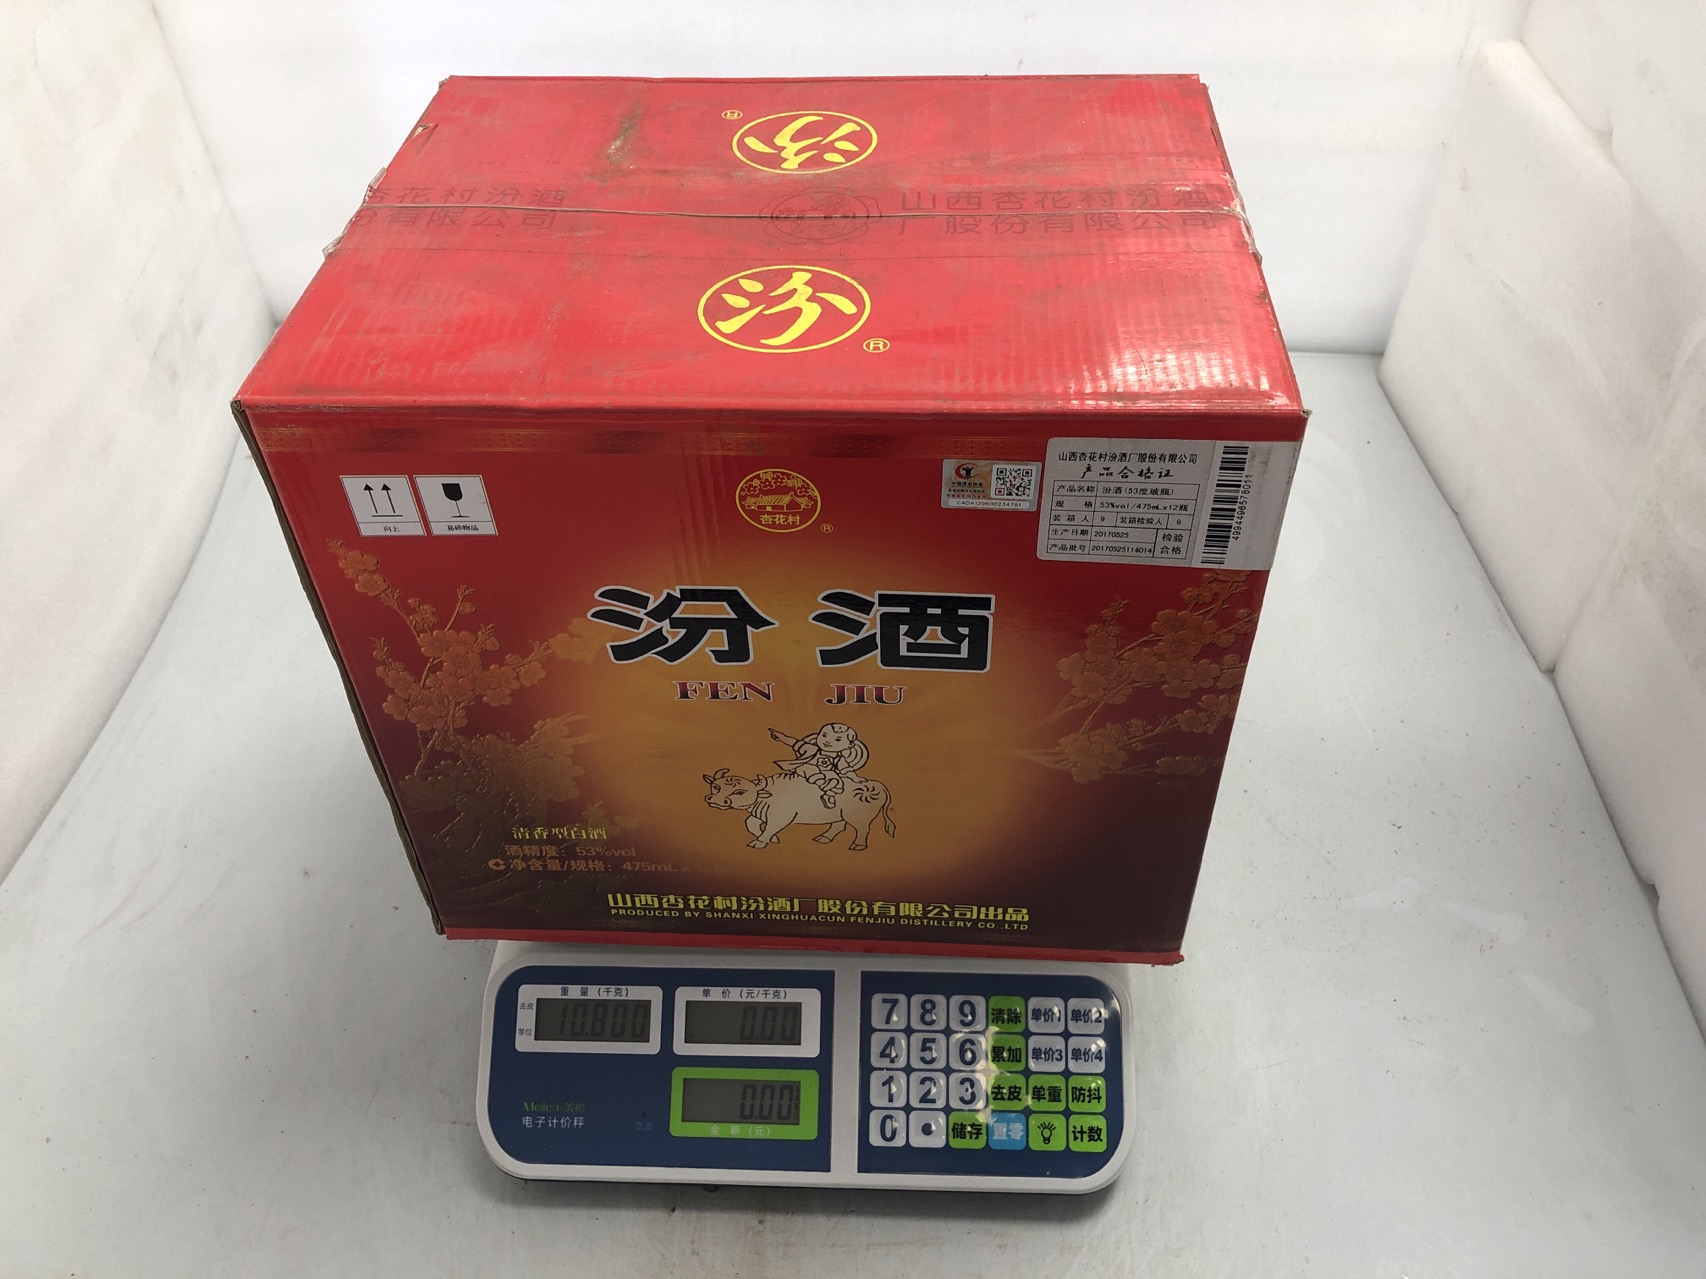 汾
®
杏花村汾酒
份有限公司
山西杏花村汾酒
厂股份有限公司
汾
®
向上
易碎物品
杏花村
®
CADA139600234761
山西杏花村汾酒厂股份有限公司
产品合格证
产品名称 汾酒(53度玻瓶)
规 格 53%vol/475mL×12瓶
装 箱 人 9 装箱检验人 9
生产日期 20170525 检验
产品批号 20170525114014 合格
4994496578011
汾酒
FEN JIU
清香型白酒
酒精度：53%vol
净含量/规格：475mL×12
山西杏花村汾酒厂股份有限公司出品
PRODUCED BY SHANXI XINGHUACUN FENJIU DISTILLERY CO.,LTD.
重 量 (千克)
单 价 (元/千克)
去皮
零位
10.800
0.00
0.00
金 额 (元)
Meilen
电子计价秤
交流
7 8 9 清除 单价1 单价2
4 5 6 累加 单价3 单价4
1 2 3 去皮 单重 防抖
0 • 储存 置零 计数